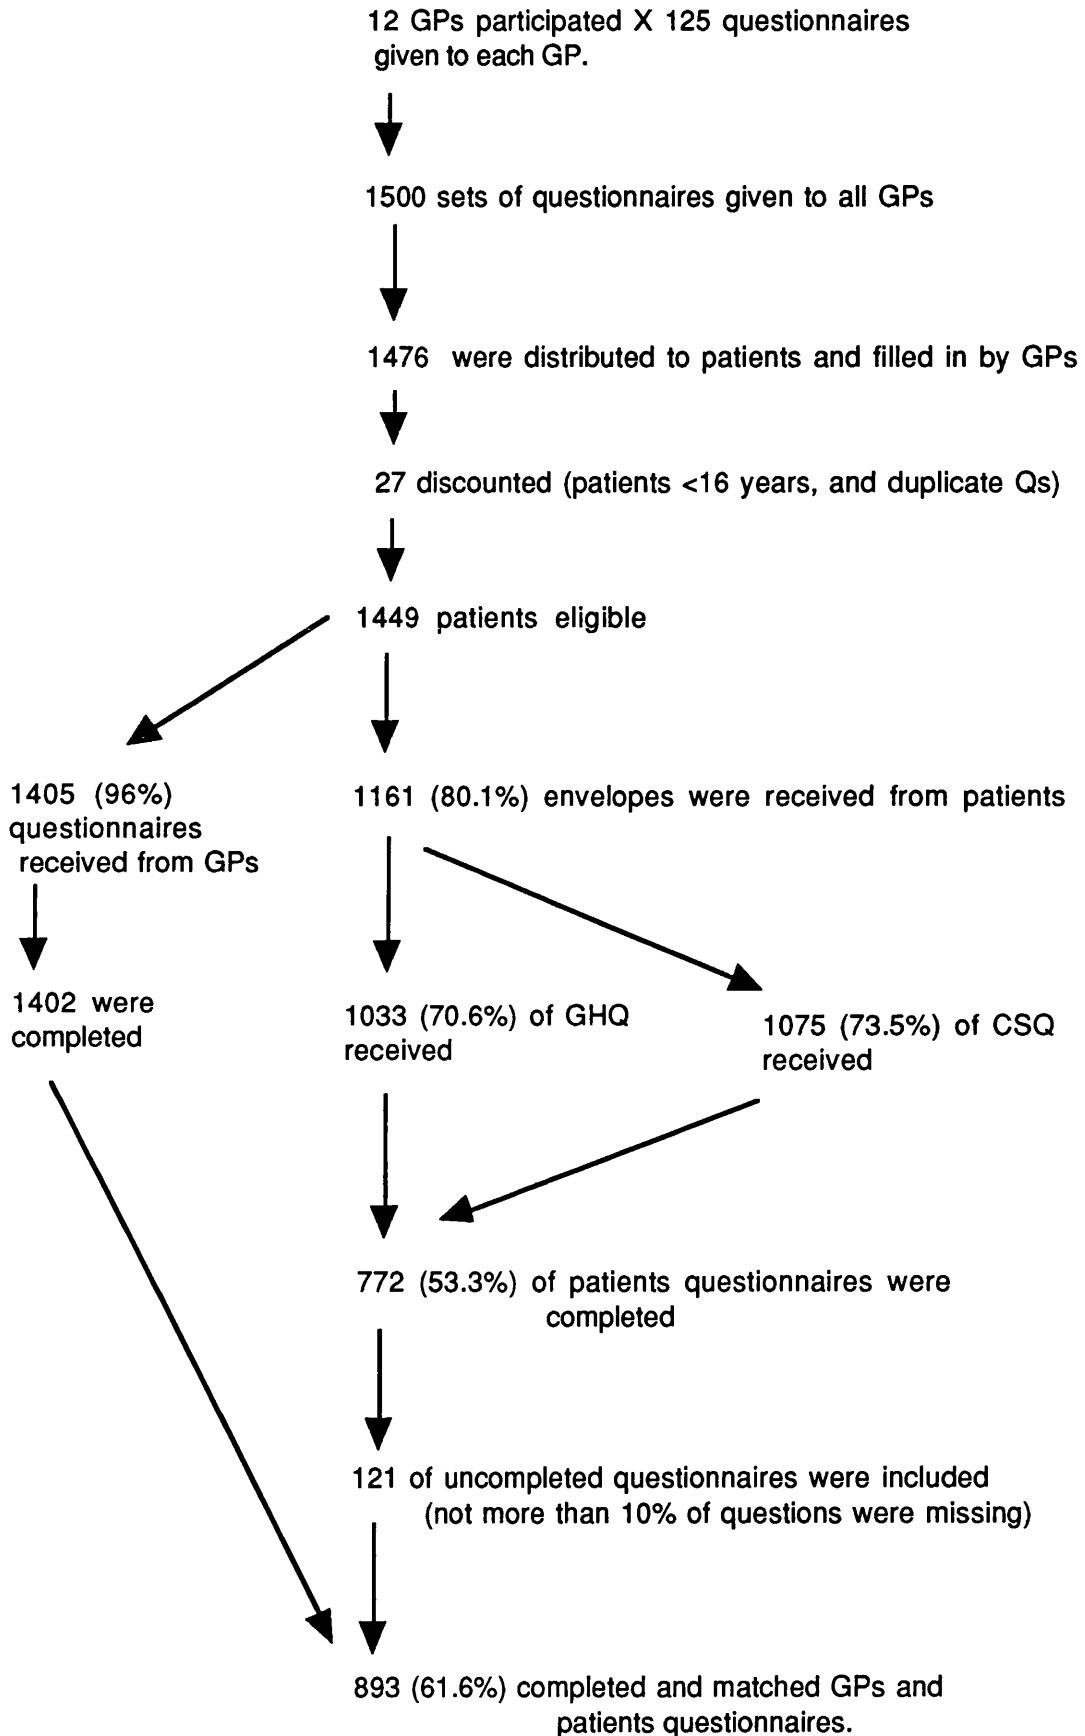 12 GPs participated X 125 questionnaires
given to each GP.
1500 sets of questionnaires given to all GPs
1476 were distributed to patients and filled in by GPs
27 discounted (patients <16 years, and duplicate Qs)
1449 patients eligible
1405 (96%)
questionnaires
received from GPs
1161 (80.1%) envelopes were received from patients
1402 were
completed
1033 (70.6%) of GHQ
received
1075 (73.5%) of CSQ
received
772 (53.3%) of patients questionnaires were
completed
121 of uncompleted questionnaires were included
(not more than 10% of questions were missing)
893 (61.6%) completed and matched GPs and
patients questionnaires.